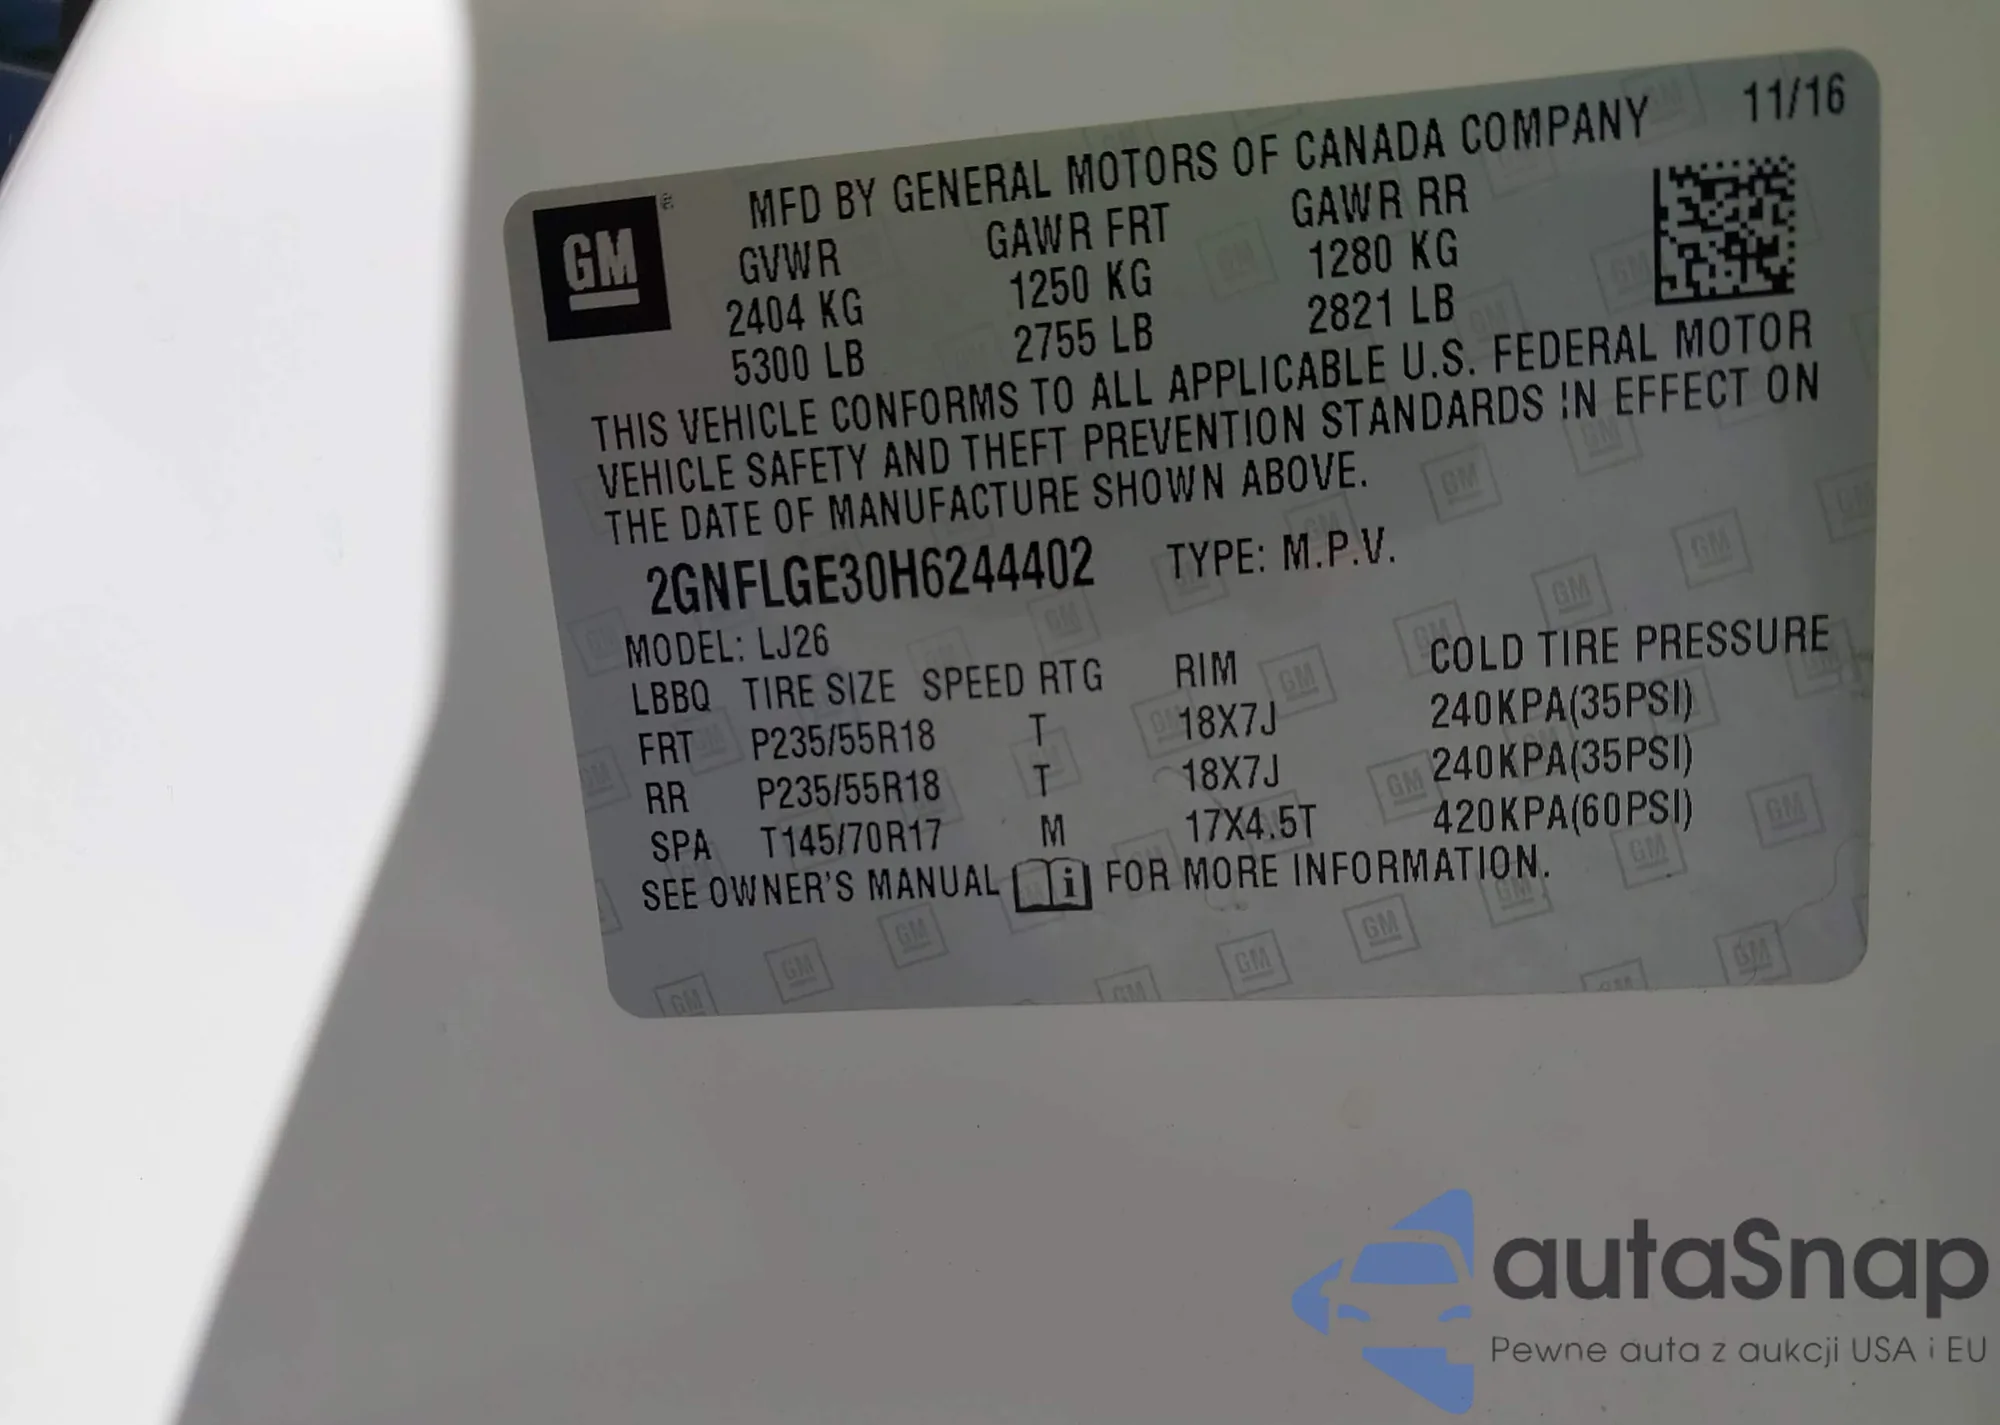 GM
MFD BY GENERAL MOTORS OF CANADA COMPANY 11/16
GVWR GAWR FRT GAWR RR
2404 KG 1250 KG 1280 KG
5300 LB 2755 LB 2821 LB
THIS VEHICLE CONFORMS TO ALL APPLICABLE U.S. FEDERAL MOTOR
VEHICLE SAFETY AND THEFT PREVENTION STANDARDS IN EFFECT ON
THE DATE OF MANUFACTURE SHOWN ABOVE.
2GNFLGE30H6244402 TYPE: M.P.V.
MODEL: LJ26
LBBQ TIRE SIZE SPEED RTG RIM COLD TIRE PRESSURE
FRT P235/55R18 T 18X7J 240KPA(35PSI)
RR P235/55R18 T 18X7J 240KPA(35PSI)
SPA T145/70R17 M 17X4.5T 420KPA(60PSI)
SEE OWNER'S MANUAL i FOR MORE INFORMATION.
autaSnap
Pewne auta z aukcji USA i EU